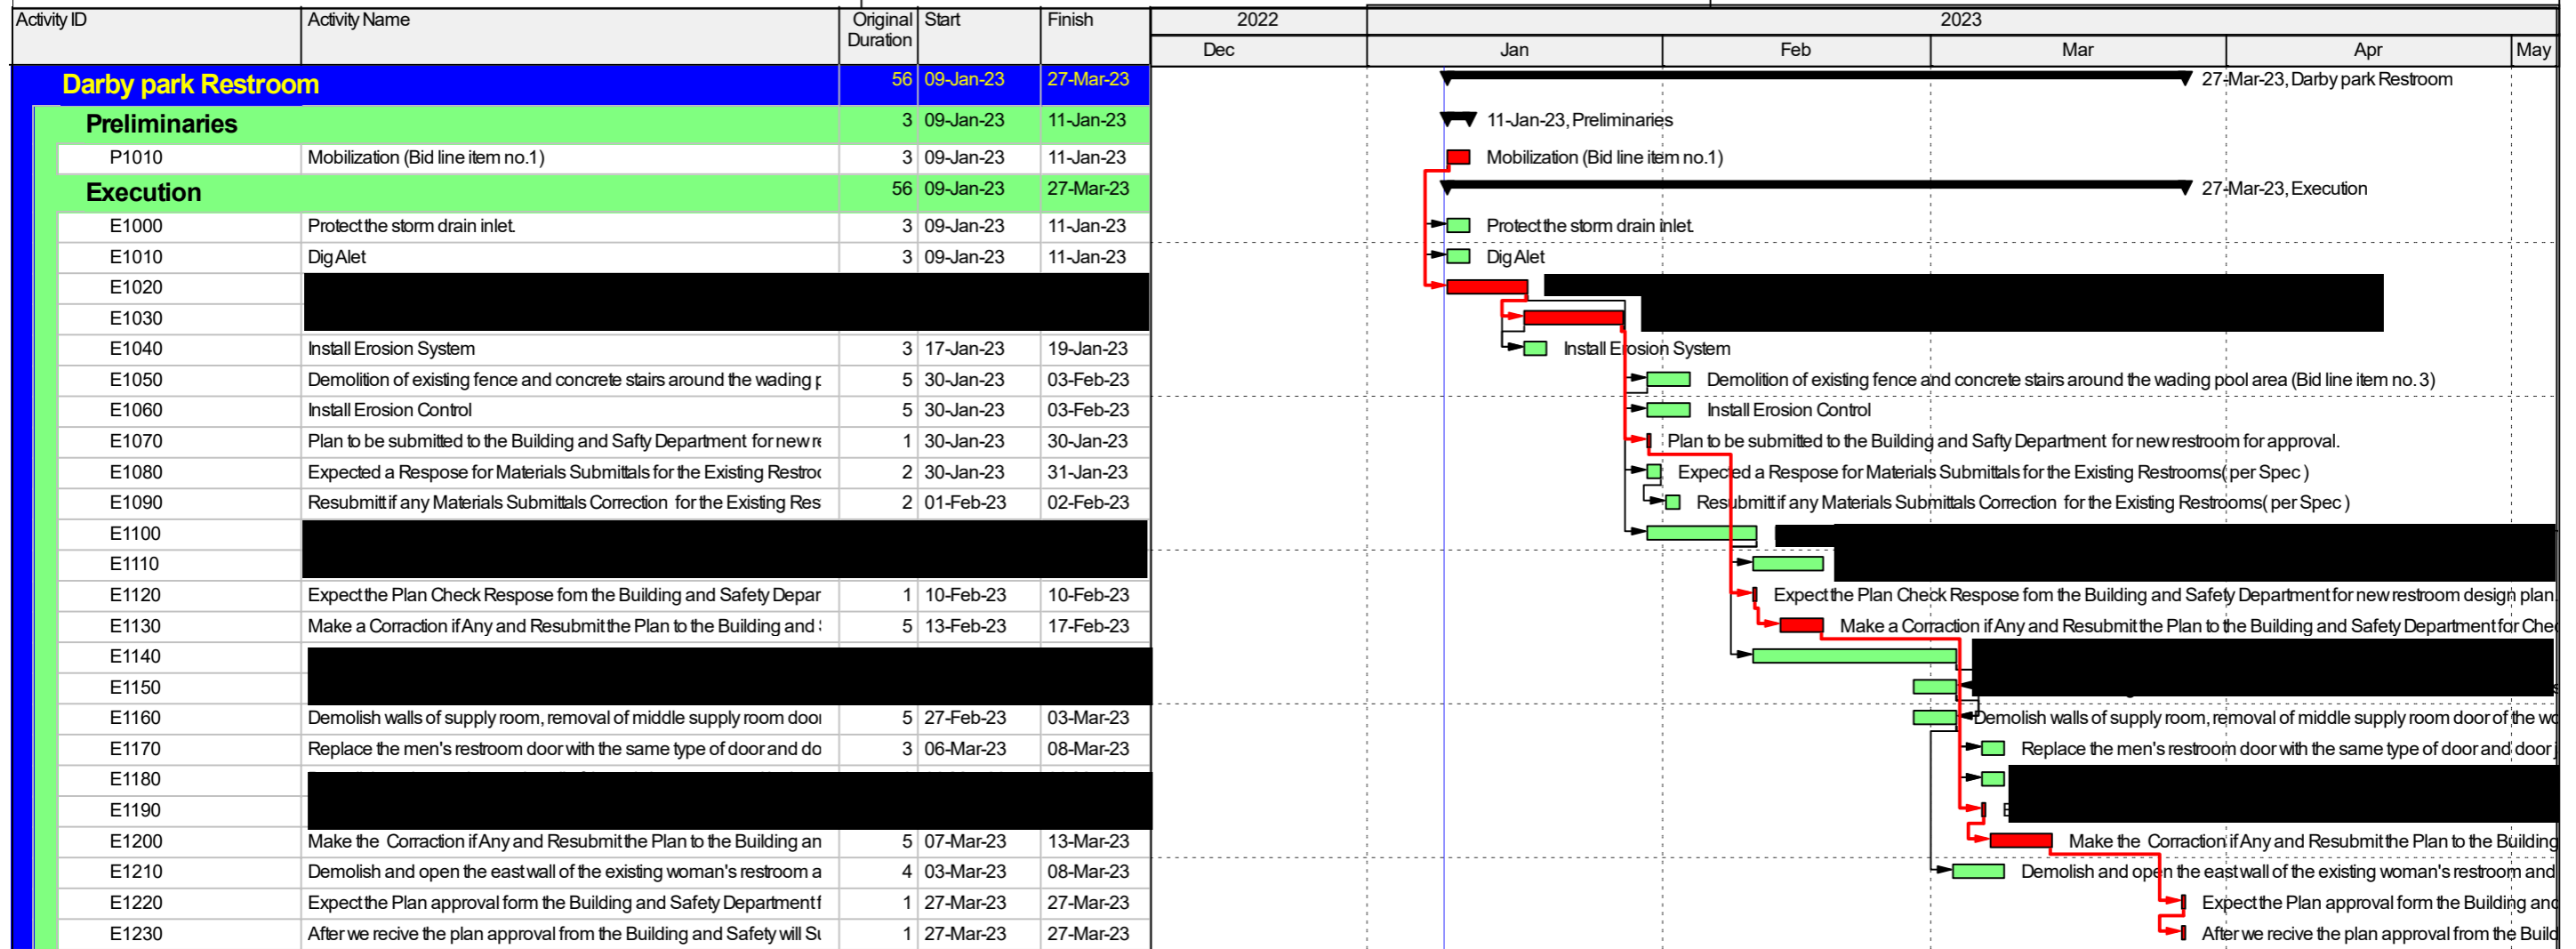 Activity ID Activity Name Original Duration Start Finish 2022 2023
Dec Jan Feb Mar Apr May
Darby park Restroom 56 09-Jan-23 27-Mar-23 27-Mar-23, Darby park Restroom
Preliminaries 3 09-Jan-23 11-Jan-23 11-Jan-23, Preliminaries
P1010 Mobilization (Bid line item no.1) 3 09-Jan-23 11-Jan-23 Mobilization (Bid line item no.1)
Execution 56 09-Jan-23 27-Mar-23 27-Mar-23, Execution
E1000 Protect the storm drain inlet. 3 09-Jan-23 11-Jan-23 Protect the storm drain inlet.
E1010 Dig Alet 3 09-Jan-23 11-Jan-23 Dig Alet
E1020
E1030
E1040 Install Erosion System 3 17-Jan-23 19-Jan-23 Install Erosion System
E1050 Demolition of existing fence and concrete stairs around the wading p 5 30-Jan-23 03-Feb-23 Demolition of existing fence and concrete stairs around the wading pool area (Bid line item no. 3)
E1060 Install Erosion Control 5 30-Jan-23 03-Feb-23 Install Erosion Control
E1070 Plan to be submitted to the Building and Safty Department for new re 1 30-Jan-23 30-Jan-23 Plan to be submitted to the Building and Safty Department for new restroom for approval.
E1080 Expected a Respose for Materials Submittals for the Existing Restroo 2 30-Jan-23 31-Jan-23 Expected a Respose for Materials Submittals for the Existing Restrooms( per Spec )
E1090 Resubmitt if any Materials Submittals Correction for the Existing Res 2 01-Feb-23 02-Feb-23 Resubmitt if any Materials Submittals Correction for the Existing Restrooms( per Spec )
E1100
E1110
E1120 Expect the Plan Check Respose fom the Building and Safety Depar 1 10-Feb-23 10-Feb-23 Expect the Plan Check Respose fom the Building and Safety Department for new restroom design plan.
E1130 Make a Corraction if Any and Resubmit the Plan to the Building and 5 13-Feb-23 17-Feb-23 Make a Corraction if Any and Resubmit the Plan to the Building and Safety Department for Chec
E1140
E1150
E1160 Demolish walls of supply room, removal of middle supply room door 5 27-Feb-23 03-Mar-23 Demolish walls of supply room, removal of middle supply room door of the wo
E1170 Replace the men's restroom door with the same type of door and do 3 06-Mar-23 08-Mar-23 Replace the men's restroom door with the same type of door and door j
E1180
E1190
E1200 Make the Corraction if Any and Resubmit the Plan to the Building an 5 07-Mar-23 13-Mar-23 Make the Corraction if Any and Resubmit the Plan to the Building
E1210 Demolish and open the east wall of the existing woman's restroom a 4 03-Mar-23 08-Mar-23 Demolish and open the east wall of the existing woman's restroom and
E1220 Expect the Plan approval form the Building and Safety Department f 1 27-Mar-23 27-Mar-23 Expect the Plan approval form the Building and
E1230 After we recive the plan approval from the Building and Safety will Su 1 27-Mar-23 27-Mar-23 After we recive the plan approval from the Build